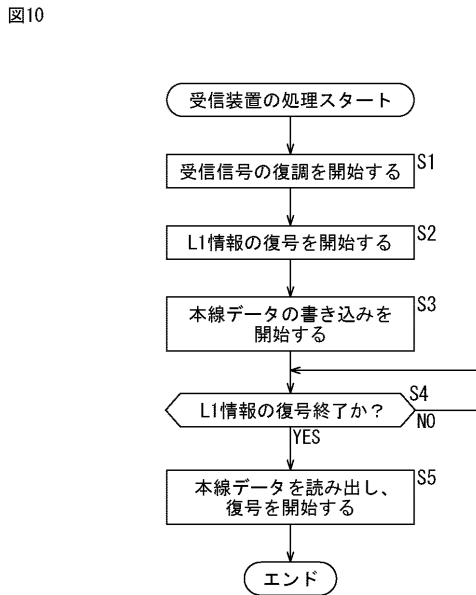 図10
受信装置の処理スタート
受信信号の復調を開始する
S1
L1情報の復号を開始する
S2
本線データの書き込みを
開始する
S3
L1情報の復号終了か?
S4
NO
YES
本線データを読み出し、
復号を開始する
S5
エンド